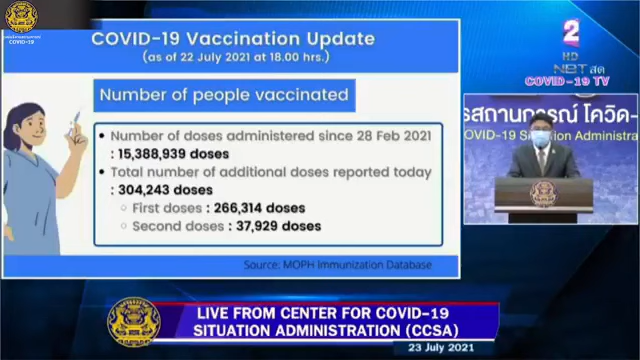 COVID-19
COVID-19 Vaccination Update
(as of 22 July 2021 at 18.00 hrs.)
Number of people vaccinated
• Number of doses administered since 28 Feb 2021
: 15,388,939 doses
• Total number of additional doses reported today
: 304,243 doses
○ First doses : 266,314 doses
○ Second doses : 37,929 doses
Source: MOPH Immunization Database
2
HD
NBT สด
COVID-19 TV
รสถานการณ์ โควิด-
OVID-19 Situation Administra
LIVE FROM CENTER FOR COVID-19
SITUATION ADMINISTRATION (CCSA)
23 July 2021